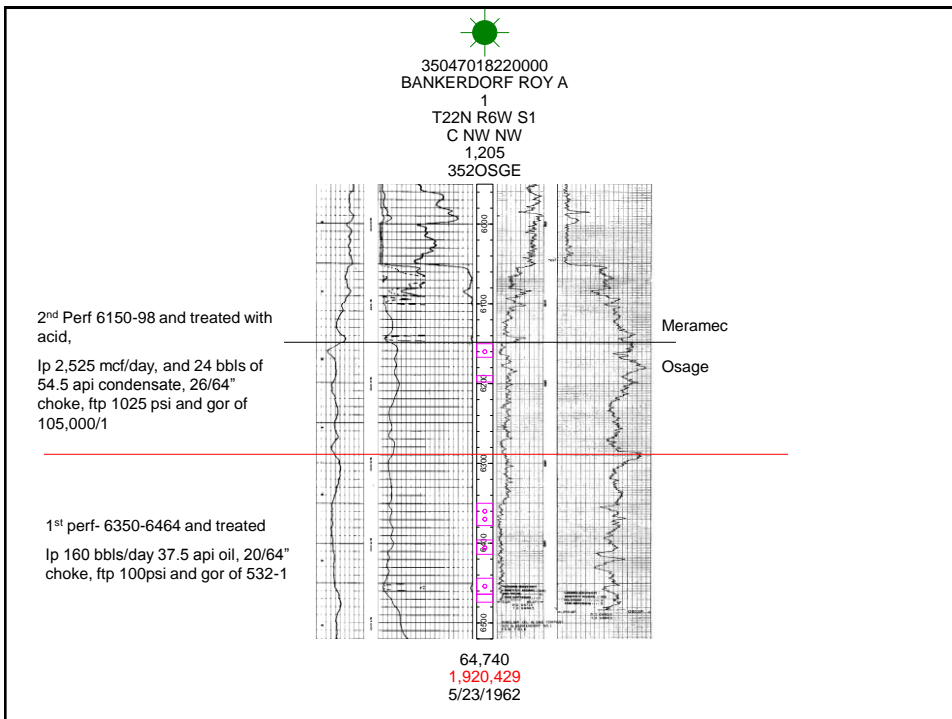 35047018220000
BANKERDORF ROY A
1
T22N R6W S1
C NW NW
1,205
352OSGE
6000
6100
2nd Perf 6150-98 and treated with
acid,
Ip 2,525 mcf/day, and 24 bbls of
54.5 api condensate, 26/64”
choke, ftp 1025 psi and gor of
105,000/1
Meramec
Osage
6200
6300
1st perf- 6350-6464 and treated
Ip 160 bbls/day 37.5 api oil, 20/64”
choke, ftp 100psi and gor of 532-1
6400
6500
64,740
1,920,429
5/23/1962